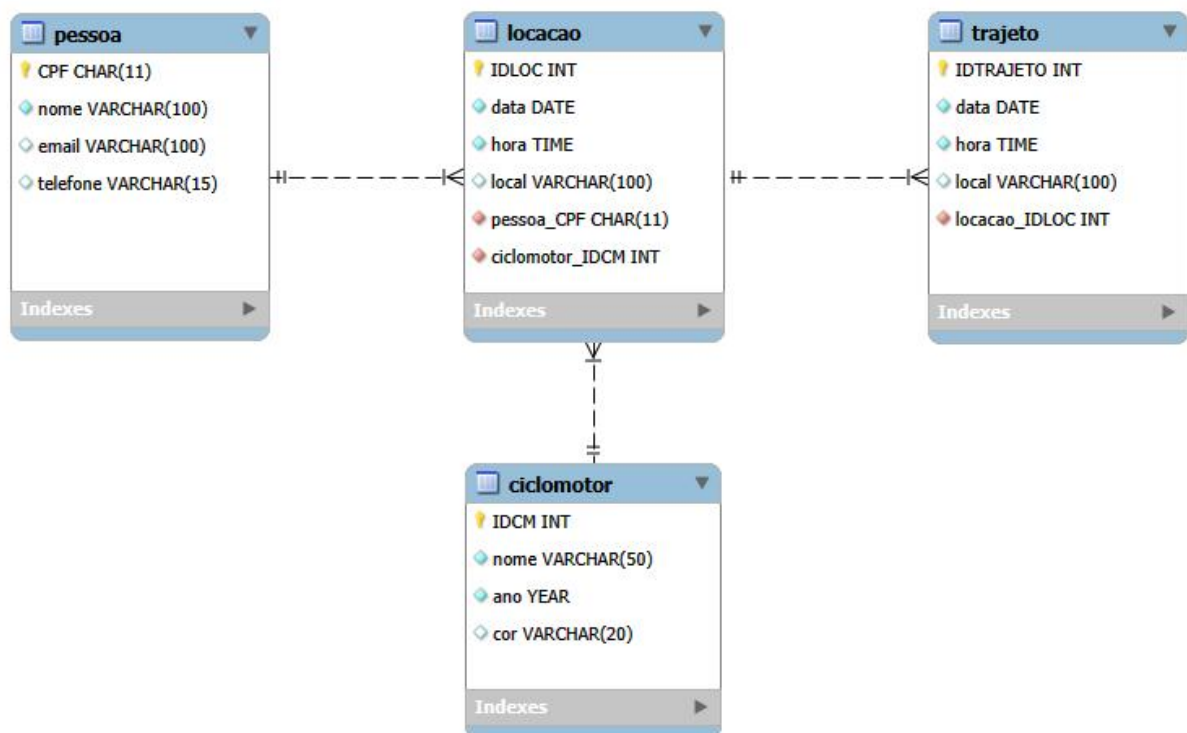 pessoa
CPF CHAR(11)
nome VARCHAR(100)
email VARCHAR(100)
telefone VARCHAR(15)
Indexes
locacao
IDLOC INT
data DATE
hora TIME
local VARCHAR(100)
pessoa_CPF CHAR(11)
ciclomotor_IDCM INT
Indexes
trajeto
IDTRAJETO INT
data DATE
hora TIME
local VARCHAR(100)
locacao_IDLOC INT
Indexes
ciclomotor
IDCM INT
nome VARCHAR(50)
ano YEAR
cor VARCHAR(20)
Indexes